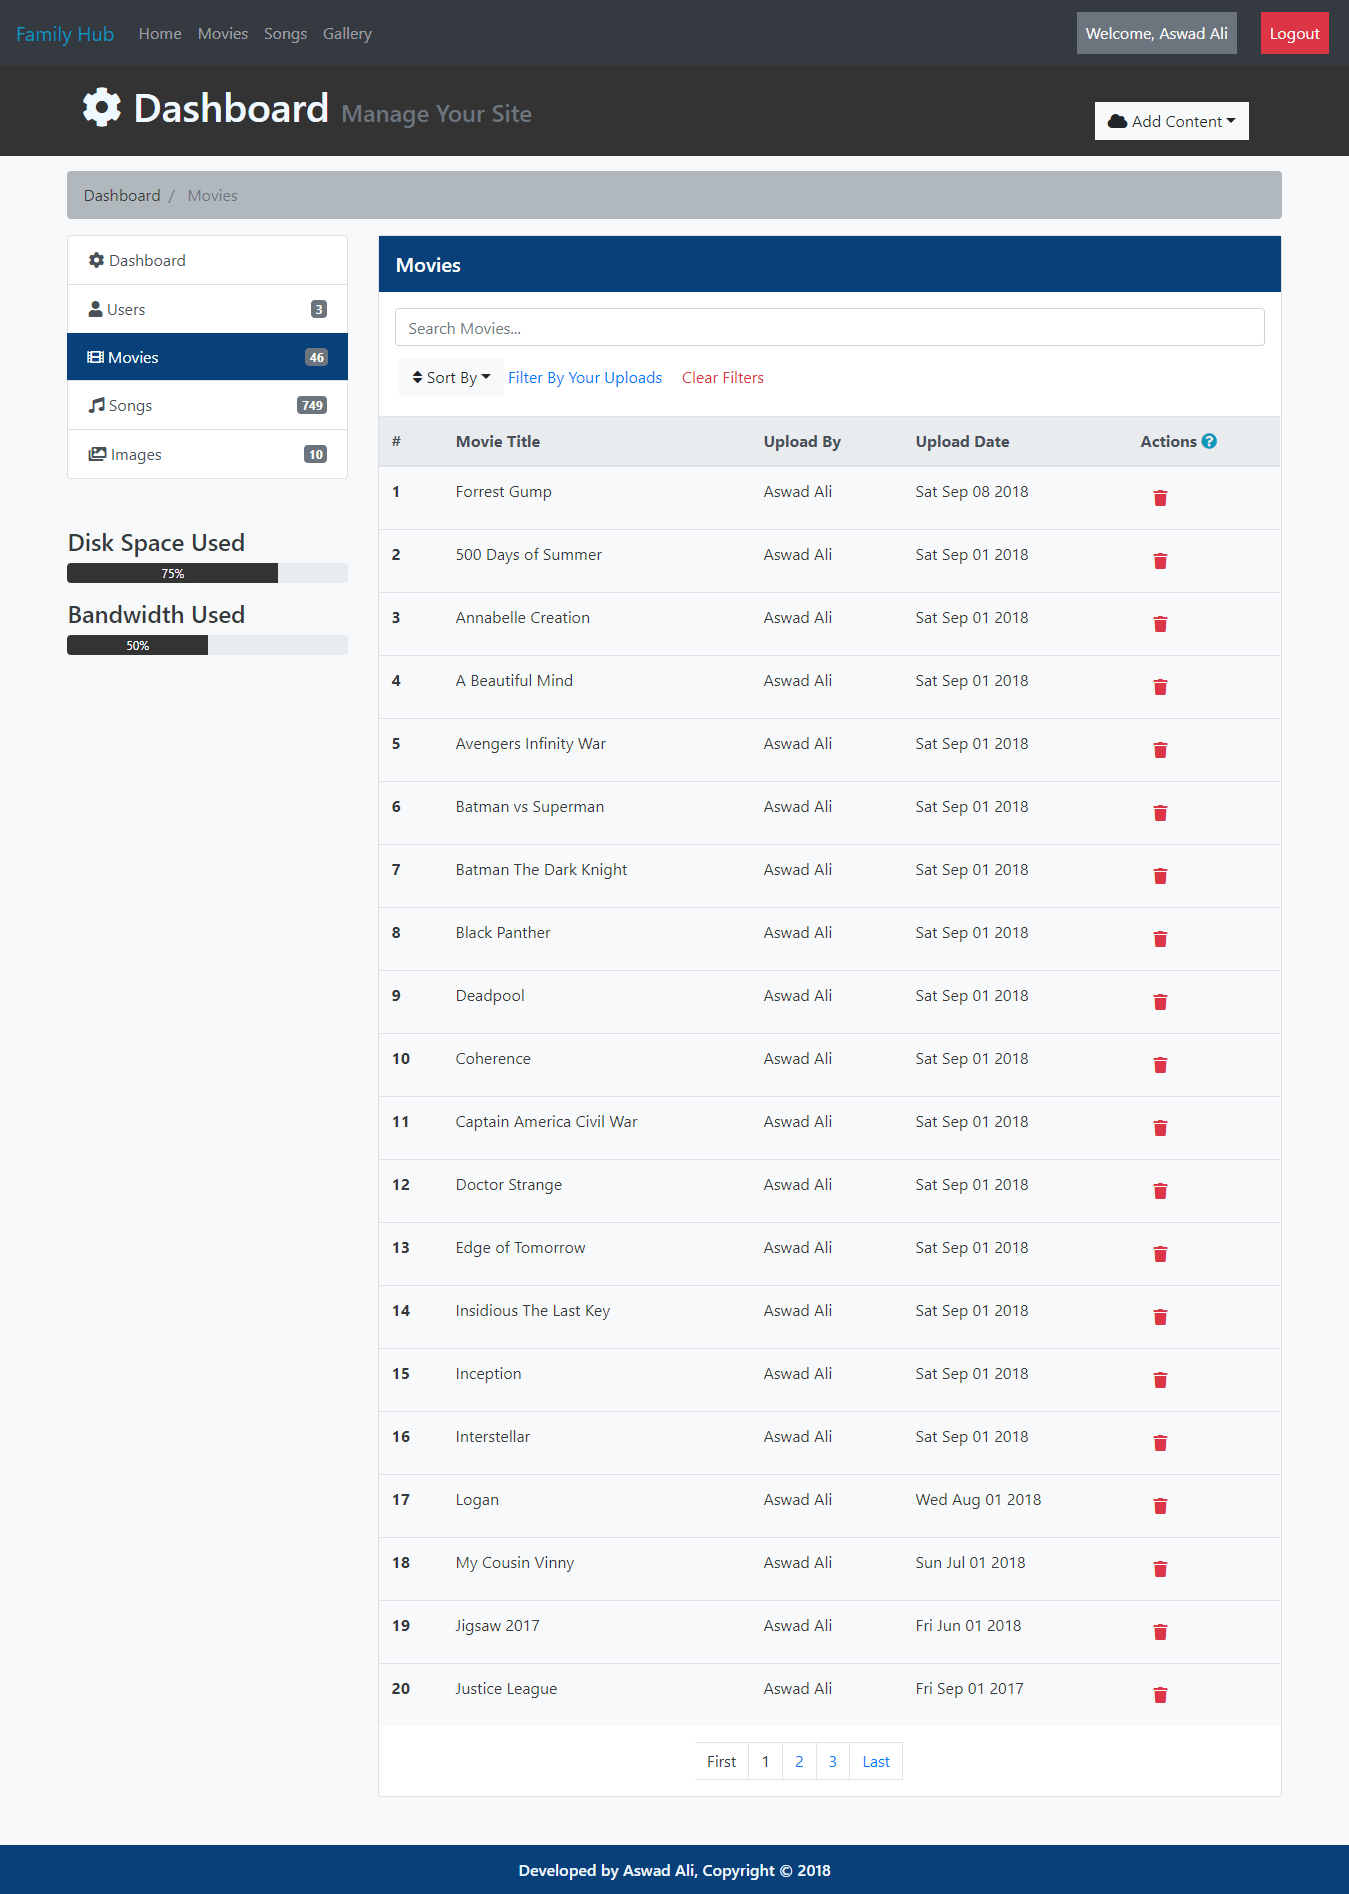 Family Hub Home Movies Songs Gallery Welcome, Aswad Ali Logout
Dashboard Manage Your Site Add Content
Dashboard / Movies
Dashboard
Users 3
Movies 46
Songs 749
Images 10
Disk Space Used
75%
Bandwidth Used
50%
Movies
Search Movies...
Sort By Filter By Your Uploads Clear Filters
# Movie Title Upload By Upload Date Actions ?
1 Forrest Gump Aswad Ali Sat Sep 08 2018
2 500 Days of Summer Aswad Ali Sat Sep 01 2018
3 Annabelle Creation Aswad Ali Sat Sep 01 2018
4 A Beautiful Mind Aswad Ali Sat Sep 01 2018
5 Avengers Infinity War Aswad Ali Sat Sep 01 2018
6 Batman vs Superman Aswad Ali Sat Sep 01 2018
7 Batman The Dark Knight Aswad Ali Sat Sep 01 2018
8 Black Panther Aswad Ali Sat Sep 01 2018
9 Deadpool Aswad Ali Sat Sep 01 2018
10 Coherence Aswad Ali Sat Sep 01 2018
11 Captain America Civil War Aswad Ali Sat Sep 01 2018
12 Doctor Strange Aswad Ali Sat Sep 01 2018
13 Edge of Tomorrow Aswad Ali Sat Sep 01 2018
14 Insidious The Last Key Aswad Ali Sat Sep 01 2018
15 Inception Aswad Ali Sat Sep 01 2018
16 Interstellar Aswad Ali Sat Sep 01 2018
17 Logan Aswad Ali Wed Aug 01 2018
18 My Cousin Vinny Aswad Ali Sun Jul 01 2018
19 Jigsaw 2017 Aswad Ali Fri Jun 01 2018
20 Justice League Aswad Ali Fri Sep 01 2017
First 1 2 3 Last
Developed by Aswad Ali, Copyright © 2018